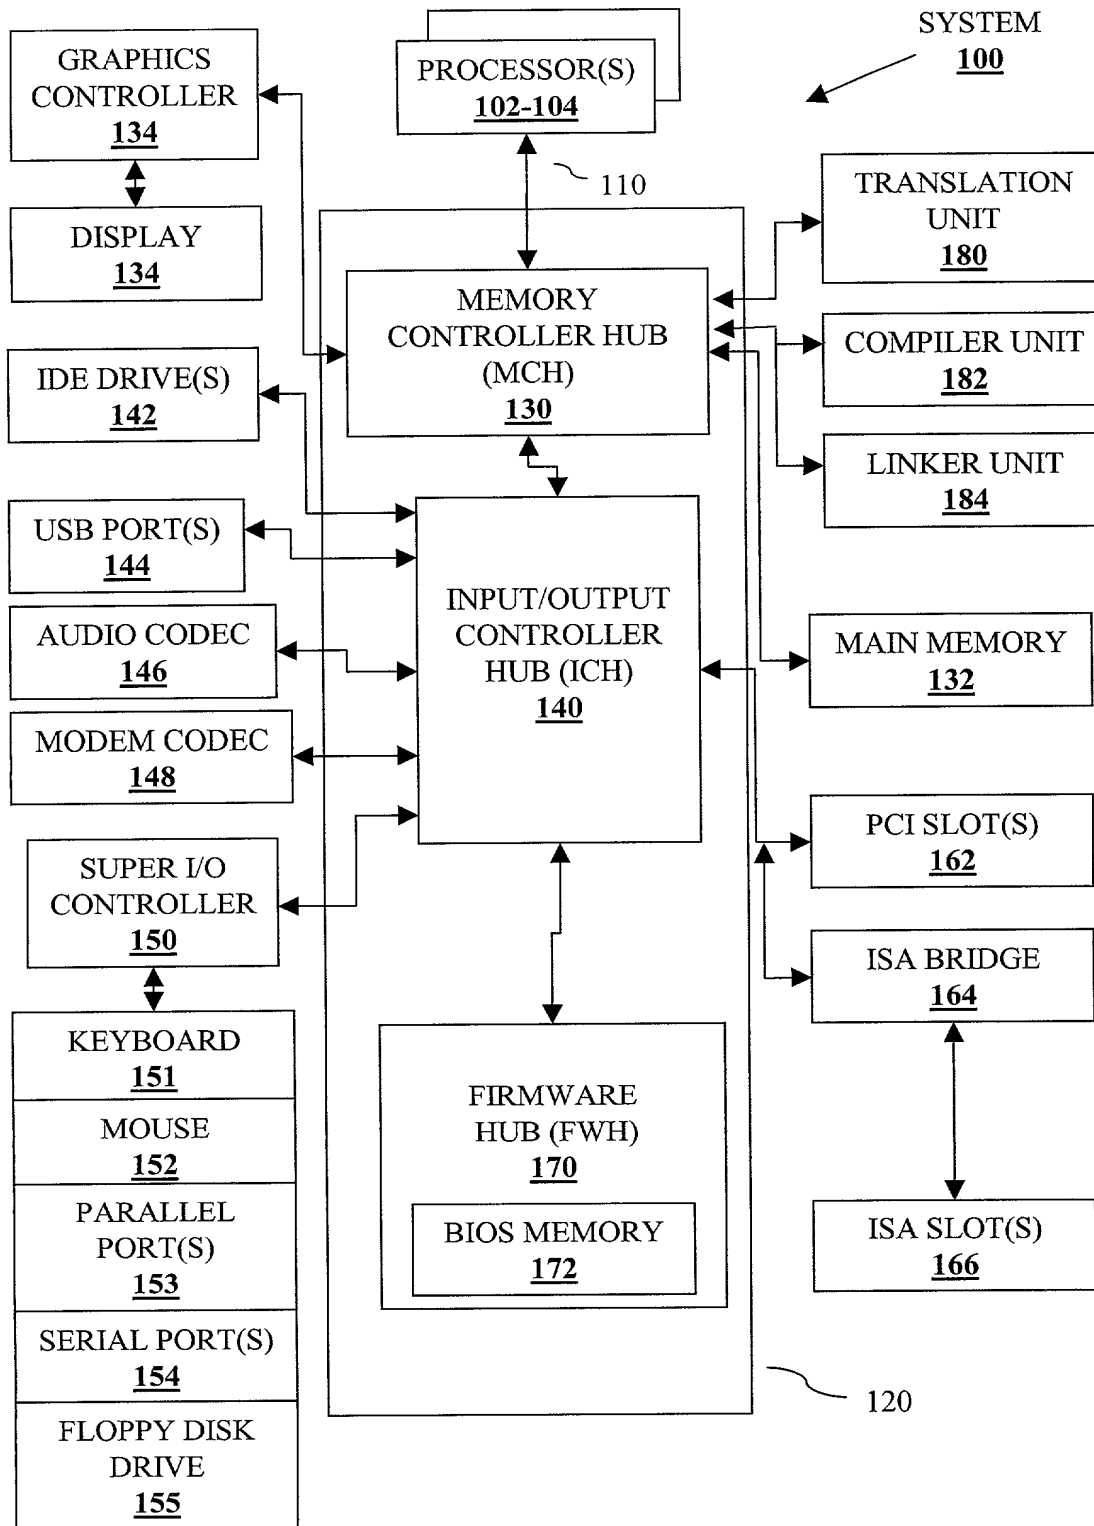 SYSTEM
100
GRAPHICS
CONTROLLER
134
PROCESSOR(S)
102-104
110
DISPLAY
134
TRANSLATION
UNIT
180
MEMORY
CONTROLLER HUB
(MCH)
130
COMPILER UNIT
182
IDE DRIVE(S)
142
LINKER UNIT
184
USB PORT(S)
144
INPUT/OUTPUT
CONTROLLER
HUB (ICH)
140
AUDIO CODEC
146
MAIN MEMORY
132
MODEM CODEC
148
PCI SLOT(S)
162
SUPER I/O
CONTROLLER
150
ISA BRIDGE
164
KEYBOARD
151
MOUSE
152
PARALLEL
PORT(S)
153
SERIAL PORT(S)
154
FLOPPY DISK
DRIVE
155
FIRMWARE
HUB (FWH)
170
BIOS MEMORY
172
ISA SLOT(S)
166
120